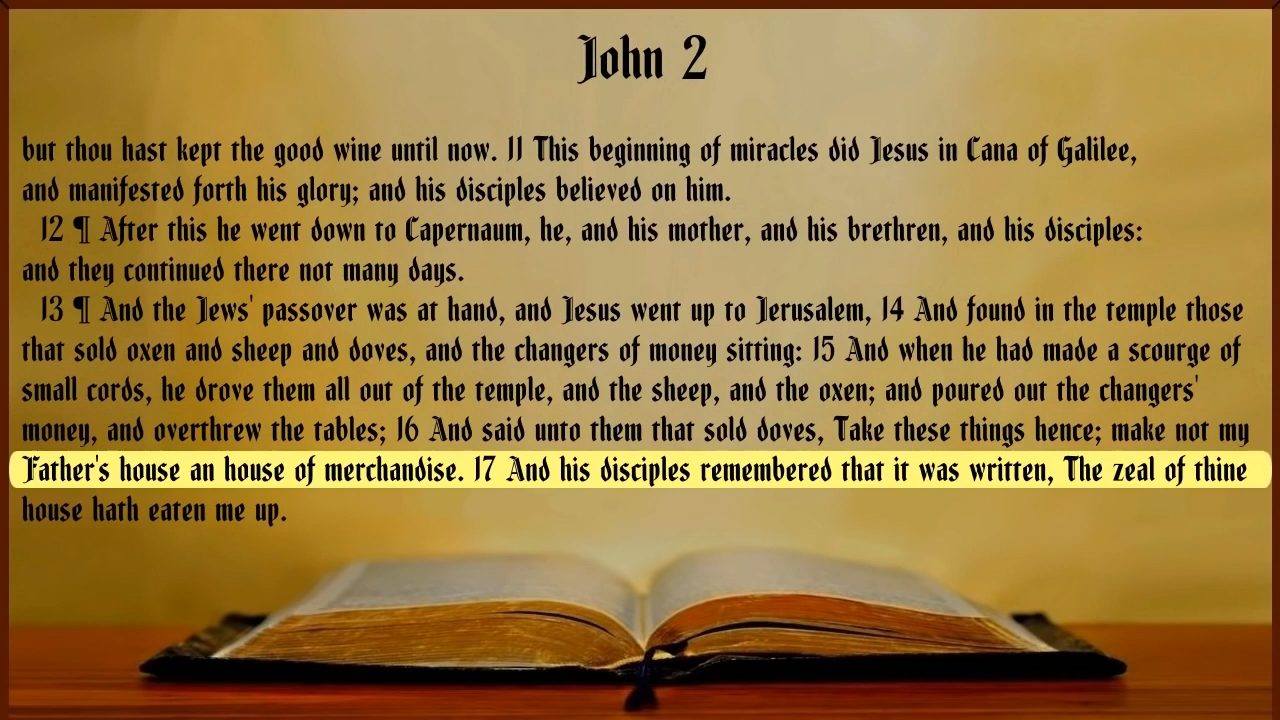 John 2
but thou hast kept the good wine until now. 11 This beginning of miracles did Jesus in Cana of Galilee,
and manifested forth his glory; and his disciples believed on him.
12 ¶ After this he went down to Capernaum, he, and his mother, and his brethren, and his disciples:
and they continued there not many days.
13 ¶ And the Jews' passover was at hand, and Jesus went up to Jerusalem, 14 And found in the temple those
that sold oxen and sheep and doves, and the changers of money sitting: 15 And when he had made a scourge of
small cords, he drove them all out of the temple, and the sheep, and the oxen; and poured out the changers'
money, and overthrew the tables; 16 And said unto them that sold doves, Take these things hence; make not my
Father's house an house of merchandise. 17 And his disciples remembered that it was written, The zeal of thine
house hath eaten me up.